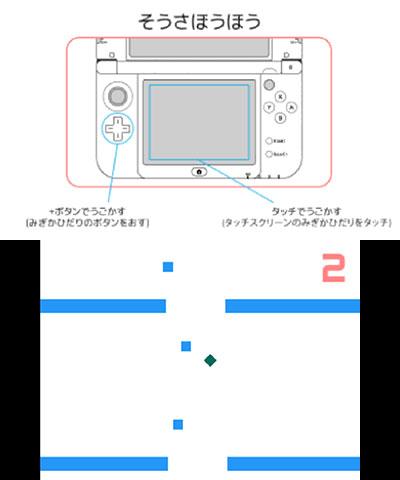 そうさほうほう
X
Y
A
B
+ボタンでうごかす
(みぎかひだりのボタンをおす)
タッチでうごかす
(タッチスクリーンのみぎかひだりをタッチ)
2